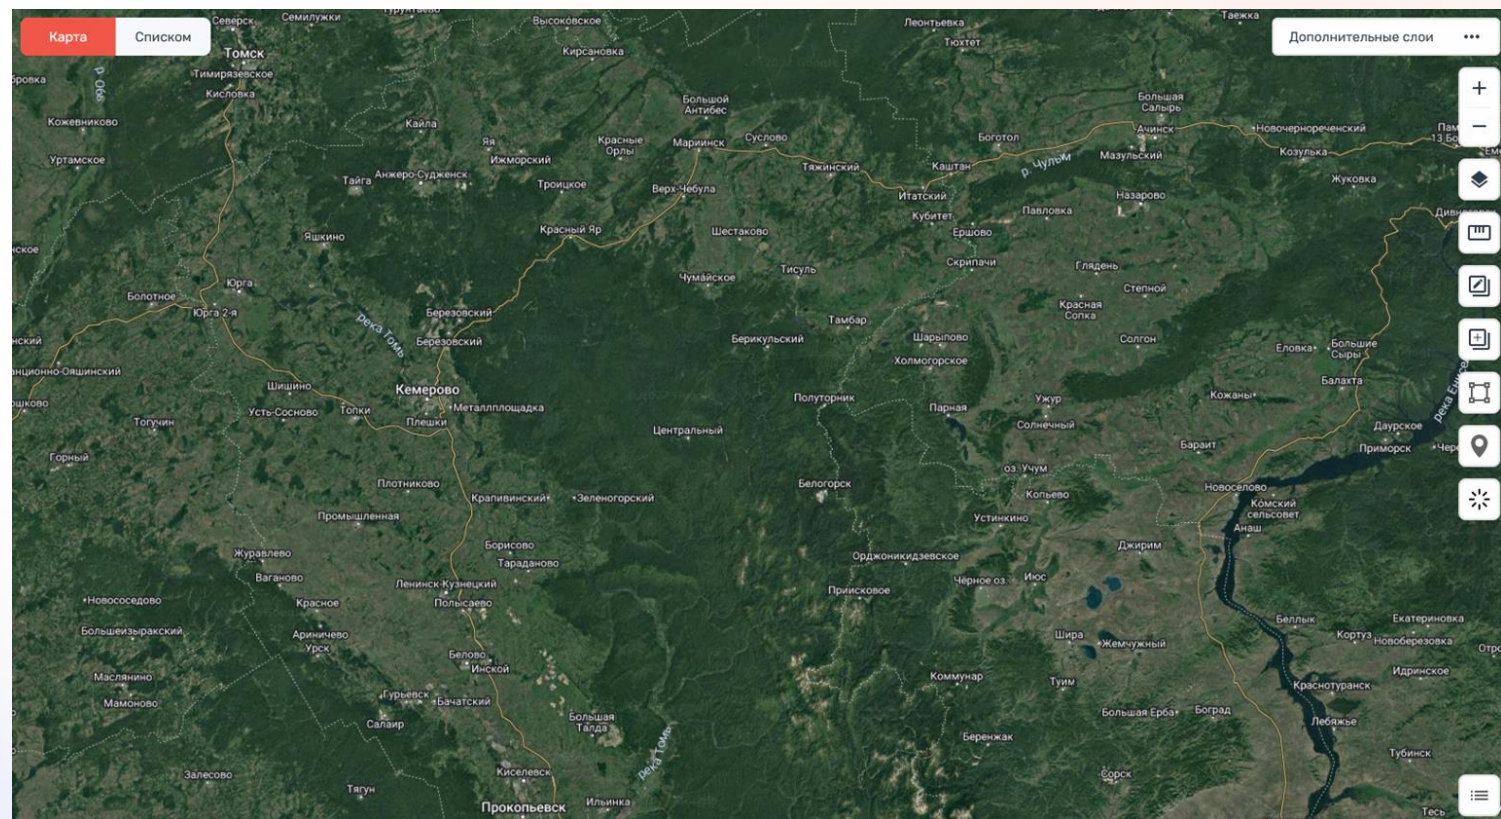 Карта
Списком
Дополнительные слои
Северск
Семилужки
Высоковское
Леонтьевка
Таежка
Томск
Кирсановка
Тюхтет
Тимирязевское
Кисловка
р. Обь
Кожевниково
Уртамское
Кайла
Яя
Ижморский
Большой
Антибес
Красные
Орлы
Мариинск
Суслово
Тяжинский
Большая
Салырь
Боготол
Ачинск
Новочернореченский
р. Чулым
Мазульский
Козулька
Каштан
Жуковка
Тайга
Анжеро-Судженск
Троицкое
Верх-Чебула
Итатский
Назарово
Кубитет
Павловка
Яшкино
Красный Яр
Шестаково
Ершово
Чумайское
Тисуль
Скрипачи
Глядень
Степной
Юрга
Болотное
Юрга 2-я
река Томь
Березовский
Берёзовский
Красная
Сопка
Тамбар
Берикульский
Шарыпово
Солгон
Холмогорское
Еловка
Большие
Сыры
Балахта
Шишино
Кемерово
Усть-Сосново
Топки
Металлплощадка
Плешки
Тогучин
Полуторник
Парная
Ужур
Солнечный
Кожаны
Центральный
Даурское
Приморск
Бараит
Горный
оз. Учум
Плотниково
Белогорск
Копьево
Новоселово
Крапивинский
Зеленогорский
Комский
сельсовет
Промышленная
Устинкино
Анаш
Журавлево
Борисово
Тараданово
Джирим
Орджоникидзевское
Ваганово
Ленинск-Кузнецкий
Чёрное оз.
Июс
Приисковое
Новососедово
Красное
Полысаево
Беллык
Екатериновка
Большеизыракский
Ариничево
Урск
Шира
Жемчужный
Кортуз
Новоберезовка
Белово
Инской
Маслянино
Коммунар
Туим
Идринское
Краснотуранск
Мамоново
Гурьевск
Бачатский
Салаир
Большая
Талда
Большая Ерба
Боград
Лебяжье
Беренжак
река Томь
Тубинск
Залесово
Киселевск
Сорск
Тягун
Прокопьевск
Ильинка
Тесь